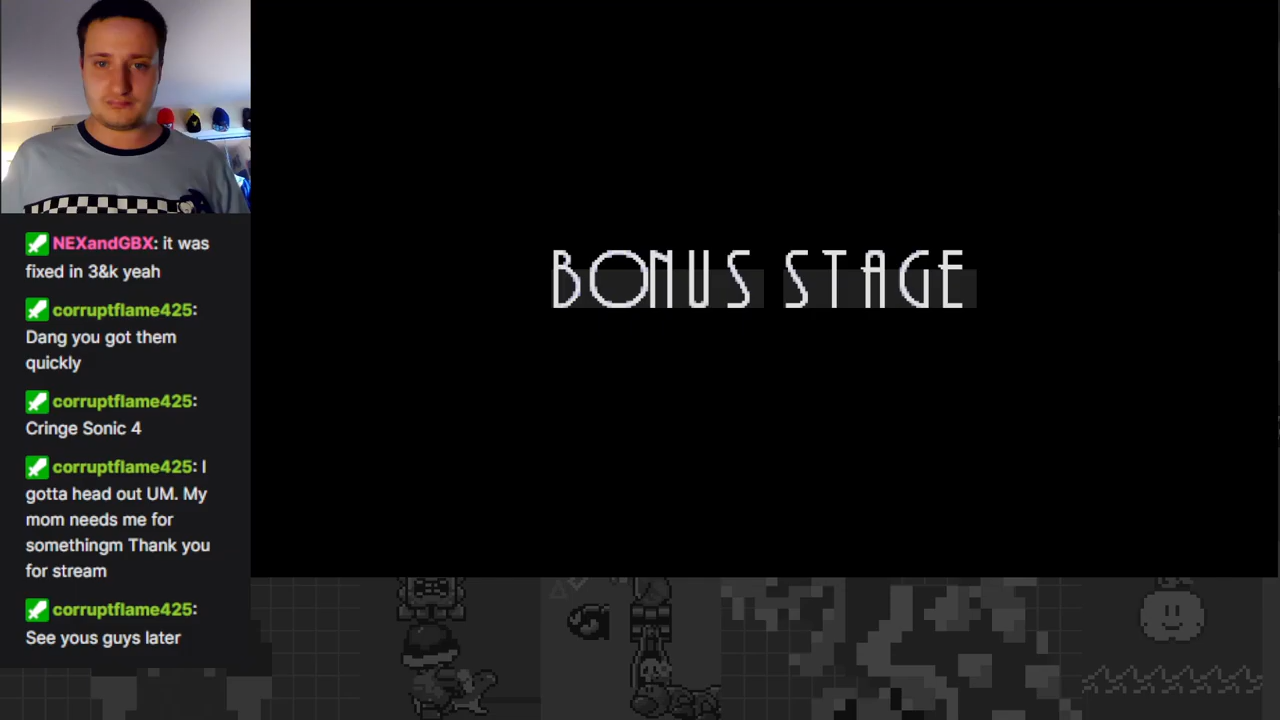 NEXandGBX: it was
fixed in 3&k yeah
corruptflame425:
Dang you got them
quickly
corruptflame425:
Cringe Sonic 4
corruptflame425: I
gotta head out UM. My
mom needs me for
somethingm Thank you
for stream
corruptflame425:
See yous guys later
BONUS STAGE